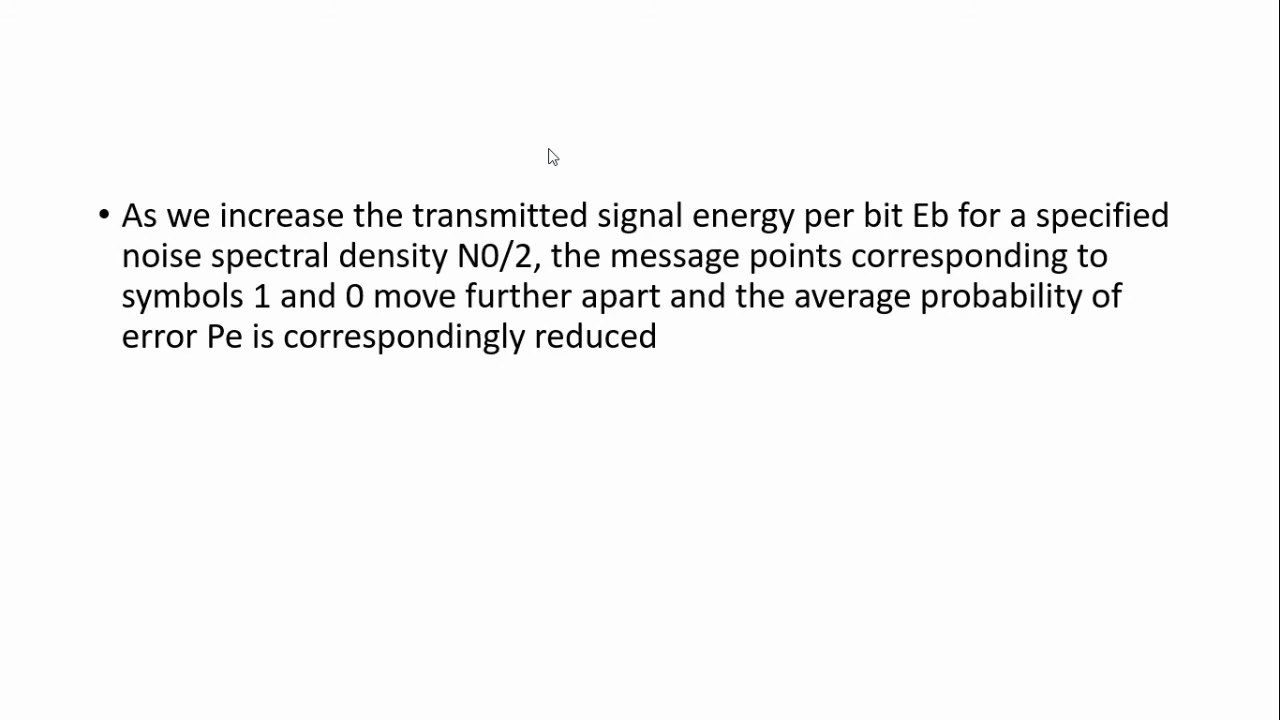 • As we increase the transmitted signal energy per bit Eb for a specified
noise spectral density N0/2, the message points corresponding to
symbols 1 and 0 move further apart and the average probability of
error Pe is correspondingly reduced